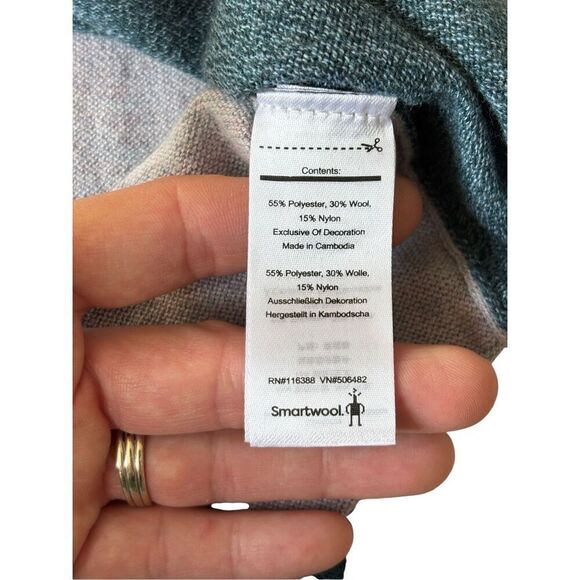 Contents:
55% Polyester, 30% Wool,
15% Nylon
Exclusive Of Decoration
Made in Cambodia
55% Polyester, 30% Wolle,
15% Nylon
Ausschließlich Dekoration
Hergestellt in Kambodscha
RN#116388 VN#506482
Smartwool.